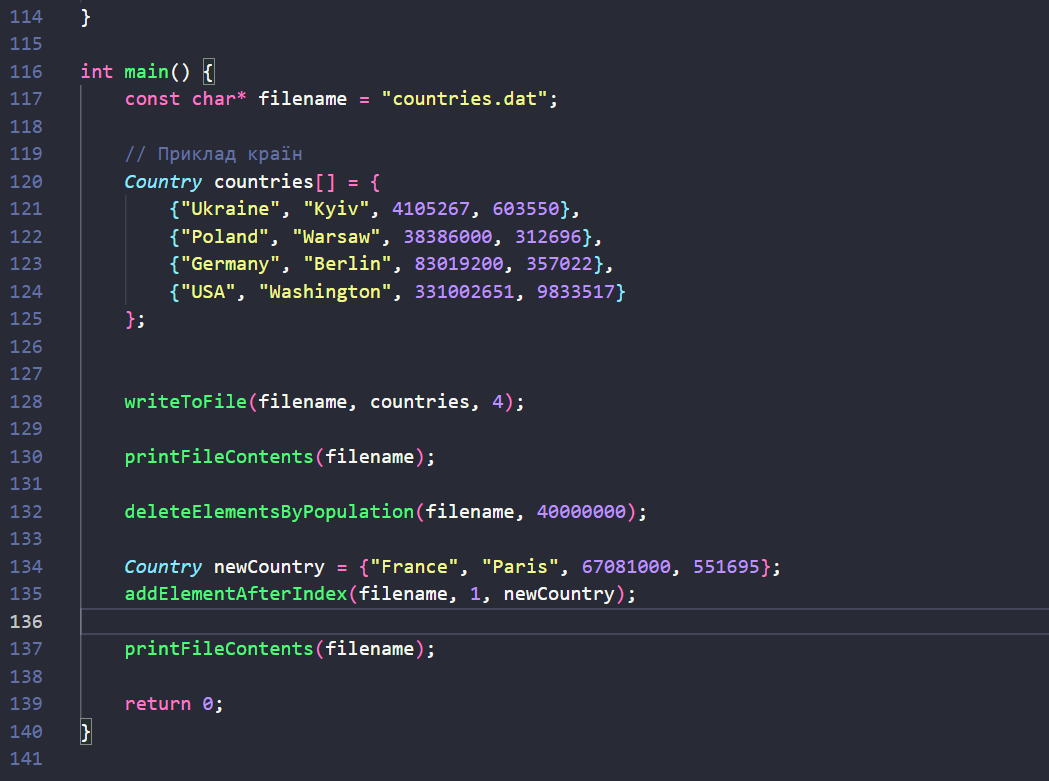 114 }
115
116 int main() {
117     const char* filename = "countries.dat";
118
119     // Приклад країн
120     Country countries[] = {
121         {"Ukraine", "Kyiv", 4105267, 603550},
122         {"Poland", "Warsaw", 38386000, 312696},
123         {"Germany", "Berlin", 83019200, 357022},
124         {"USA", "Washington", 331002651, 9833517}
125     };
126
127
128     writeToFile(filename, countries, 4);
129
130     printFileContents(filename);
131
132     deleteElementsByPopulation(filename, 40000000);
133
134     Country newCountry = {"France", "Paris", 67081000, 551695};
135     addElementAfterIndex(filename, 1, newCountry);
136
137     printFileContents(filename);
138
139     return 0;
140 }
141